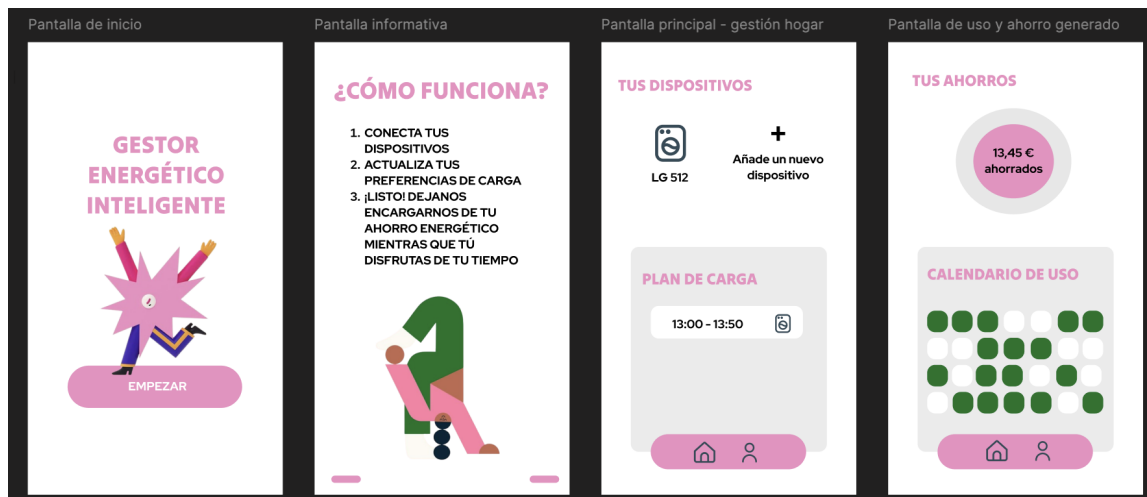 Pantalla de inicio
GESTOR
ENERGÉTICO
INTELIGENTE
EMPEZAR
Pantalla informativa
¿CÓMO FUNCIONA?
1. CONECTA TUS
DISPOSITIVOS
2. ACTUALIZA TUS
PREFERENCIAS DE CARGA
3. ¡LISTO! DEJANOS
ENCARGARNOS DE TU
AHORRO ENERGÉTICO
MIENTRAS QUE TÚ
DISFRUTAS DE TU TIEMPO
Pantalla principal - gestión hogar
TUS DISPOSITIVOS
LG 512
+
Añade un nuevo
dispositivo
PLAN DE CARGA
13:00 - 13:50
Pantalla de uso y ahorro generado
TUS AHORROS
13,45 €
ahorrados
CALENDARIO DE USO